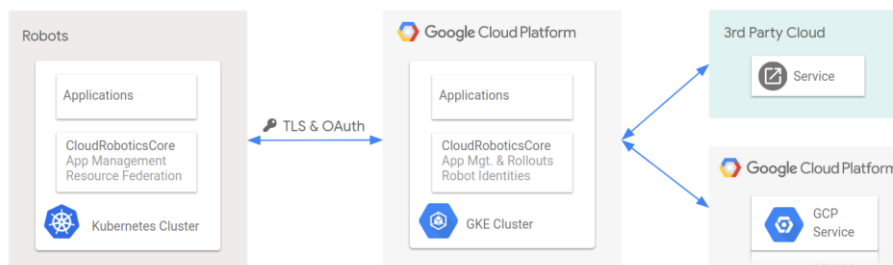 Robots
Applications
CloudRoboticsCore
App Management
Resource Federation
Kubernetes Cluster
TLS & OAuth
Google Cloud Platform
Applications
CloudRoboticsCore
App Mgt. & Rollouts
Robot Identities
GKE Cluster
3rd Party Cloud
Service
Google Cloud Platform
GCP
Service